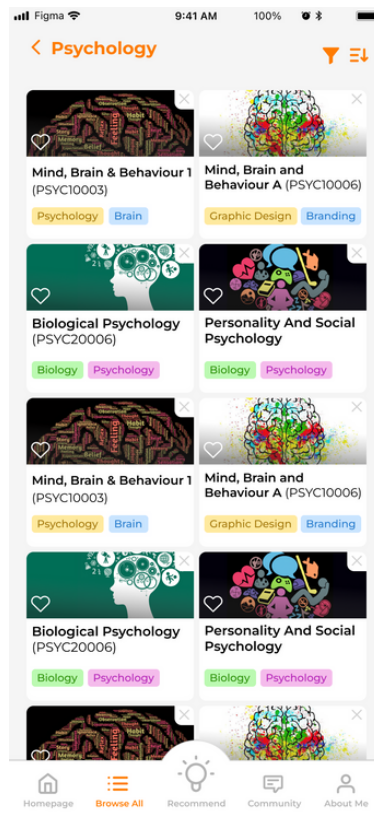 Figma 9:41 AM 100%
Psychology
Mind, Brain & Behaviour 1
(PSYC10003)
Psychology Brain
Mind, Brain and
Behaviour A (PSYC10006)
Graphic Design Branding
Biological Psychology
(PSYC20006)
Biology Psychology
Personality And Social
Psychology
Biology Psychology
Mind, Brain & Behaviour 1
(PSYC10003)
Psychology Brain
Mind, Brain and
Behaviour A (PSYC10006)
Graphic Design Branding
Biological Psychology
(PSYC20006)
Biology Psychology
Personality And Social
Psychology
Biology Psychology
Homepage Browse All Recommend Community About Me